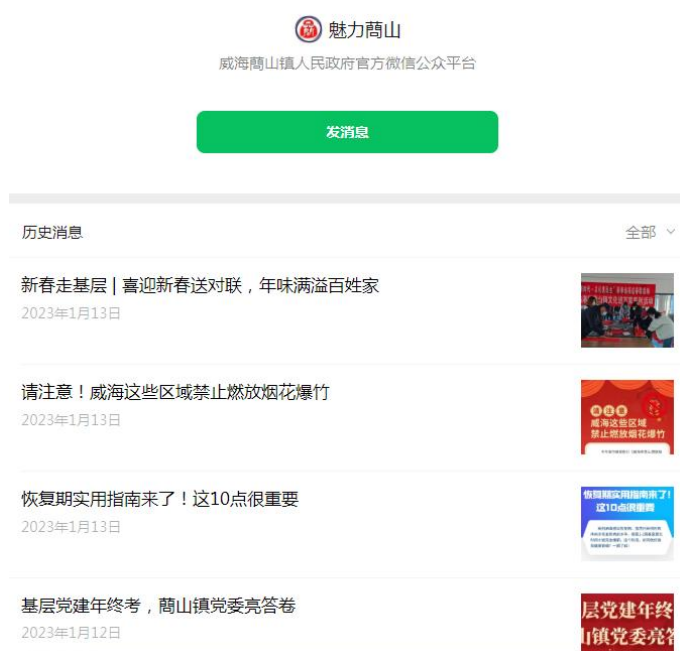 魅力蔄山
威海蔄山镇人民政府官方微信公众平台
发消息
历史消息
全部
新春走基层 | 喜迎新春送对联，年味满溢百姓家
2023年1月13日
请注意！威海这些区域禁止燃放烟花爆竹
2023年1月13日
请注意
威海这些区域
禁止燃放烟花爆竹
恢复期实用指南来了！这10点很重要
2023年1月13日
恢复期实用指南来了!
这10点很重要
基层党建年终考，蔄山镇党委亮答卷
2023年1月12日
层党建年终
山镇党委亮答